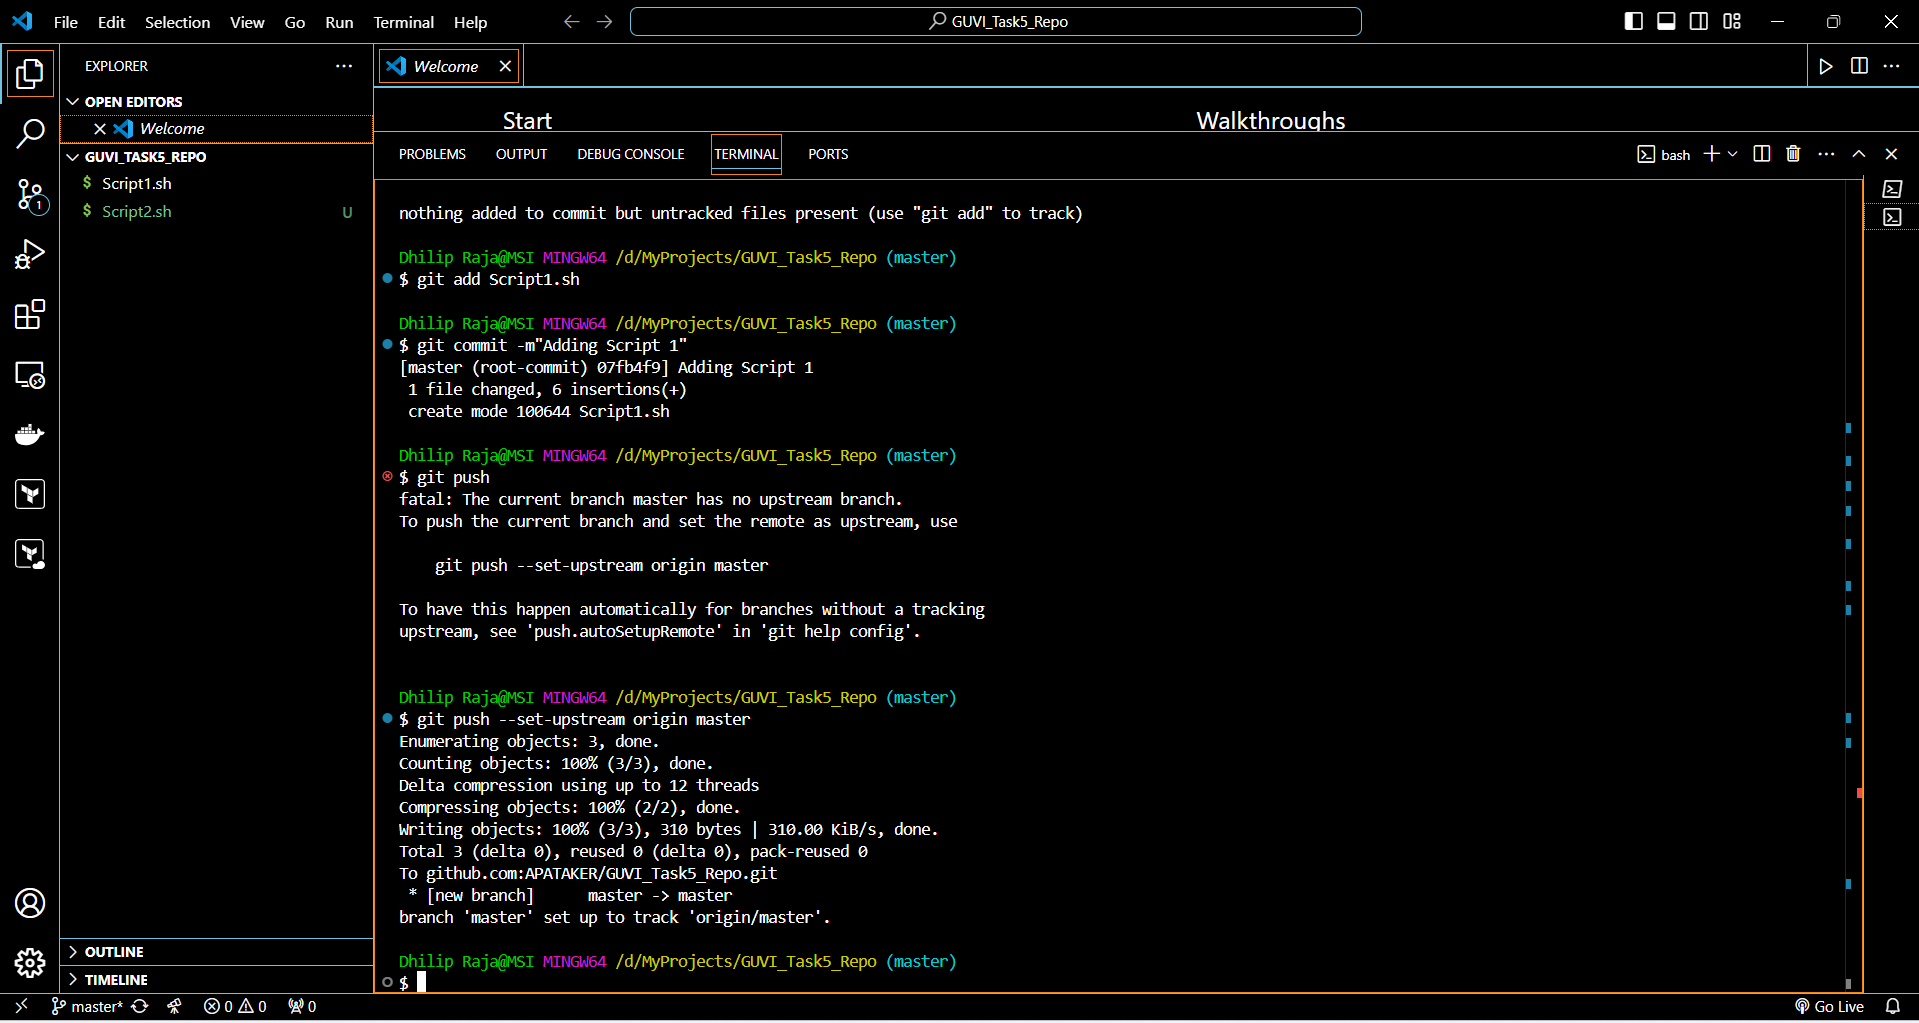 File Edit Selection View Go Run Terminal Help
GUVI_Task5_Repo
EXPLORER
Welcome
OPEN EDITORS
Welcome
GUVI_TASK5_REPO
$ Script1.sh
$ Script2.sh U
1
Start
Walkthroughs
PROBLEMS OUTPUT DEBUG CONSOLE TERMINAL PORTS
bash
nothing added to commit but untracked files present (use "git add" to track)
Dhilip Raja@MSI MINGW64 /d/MyProjects/GUVI_Task5_Repo (master)
$ git add Script1.sh
Dhilip Raja@MSI MINGW64 /d/MyProjects/GUVI_Task5_Repo (master)
$ git commit -m"Adding Script 1"
[master (root-commit) 07fb4f9] Adding Script 1
1 file changed, 6 insertions(+)
create mode 100644 Script1.sh
Dhilip Raja@MSI MINGW64 /d/MyProjects/GUVI_Task5_Repo (master)
$ git push
fatal: The current branch master has no upstream branch.
To push the current branch and set the remote as upstream, use
git push --set-upstream origin master
To have this happen automatically for branches without a tracking
upstream, see 'push.autoSetupRemote' in 'git help config'.
Dhilip Raja@MSI MINGW64 /d/MyProjects/GUVI_Task5_Repo (master)
$ git push --set-upstream origin master
Enumerating objects: 3, done.
Counting objects: 100% (3/3), done.
Delta compression using up to 12 threads
Compressing objects: 100% (2/2), done.
Writing objects: 100% (3/3), 310 bytes | 310.00 KiB/s, done.
Total 3 (delta 0), reused 0 (delta 0), pack-reused 0
To github.com:APATAKER/GUVI_Task5_Repo.git
* [new branch]      master -> master
branch 'master' set up to track 'origin/master'.
Dhilip Raja@MSI MINGW64 /d/MyProjects/GUVI_Task5_Repo (master)
$
OUTLINE
TIMELINE
master* 0 0 0
Go Live